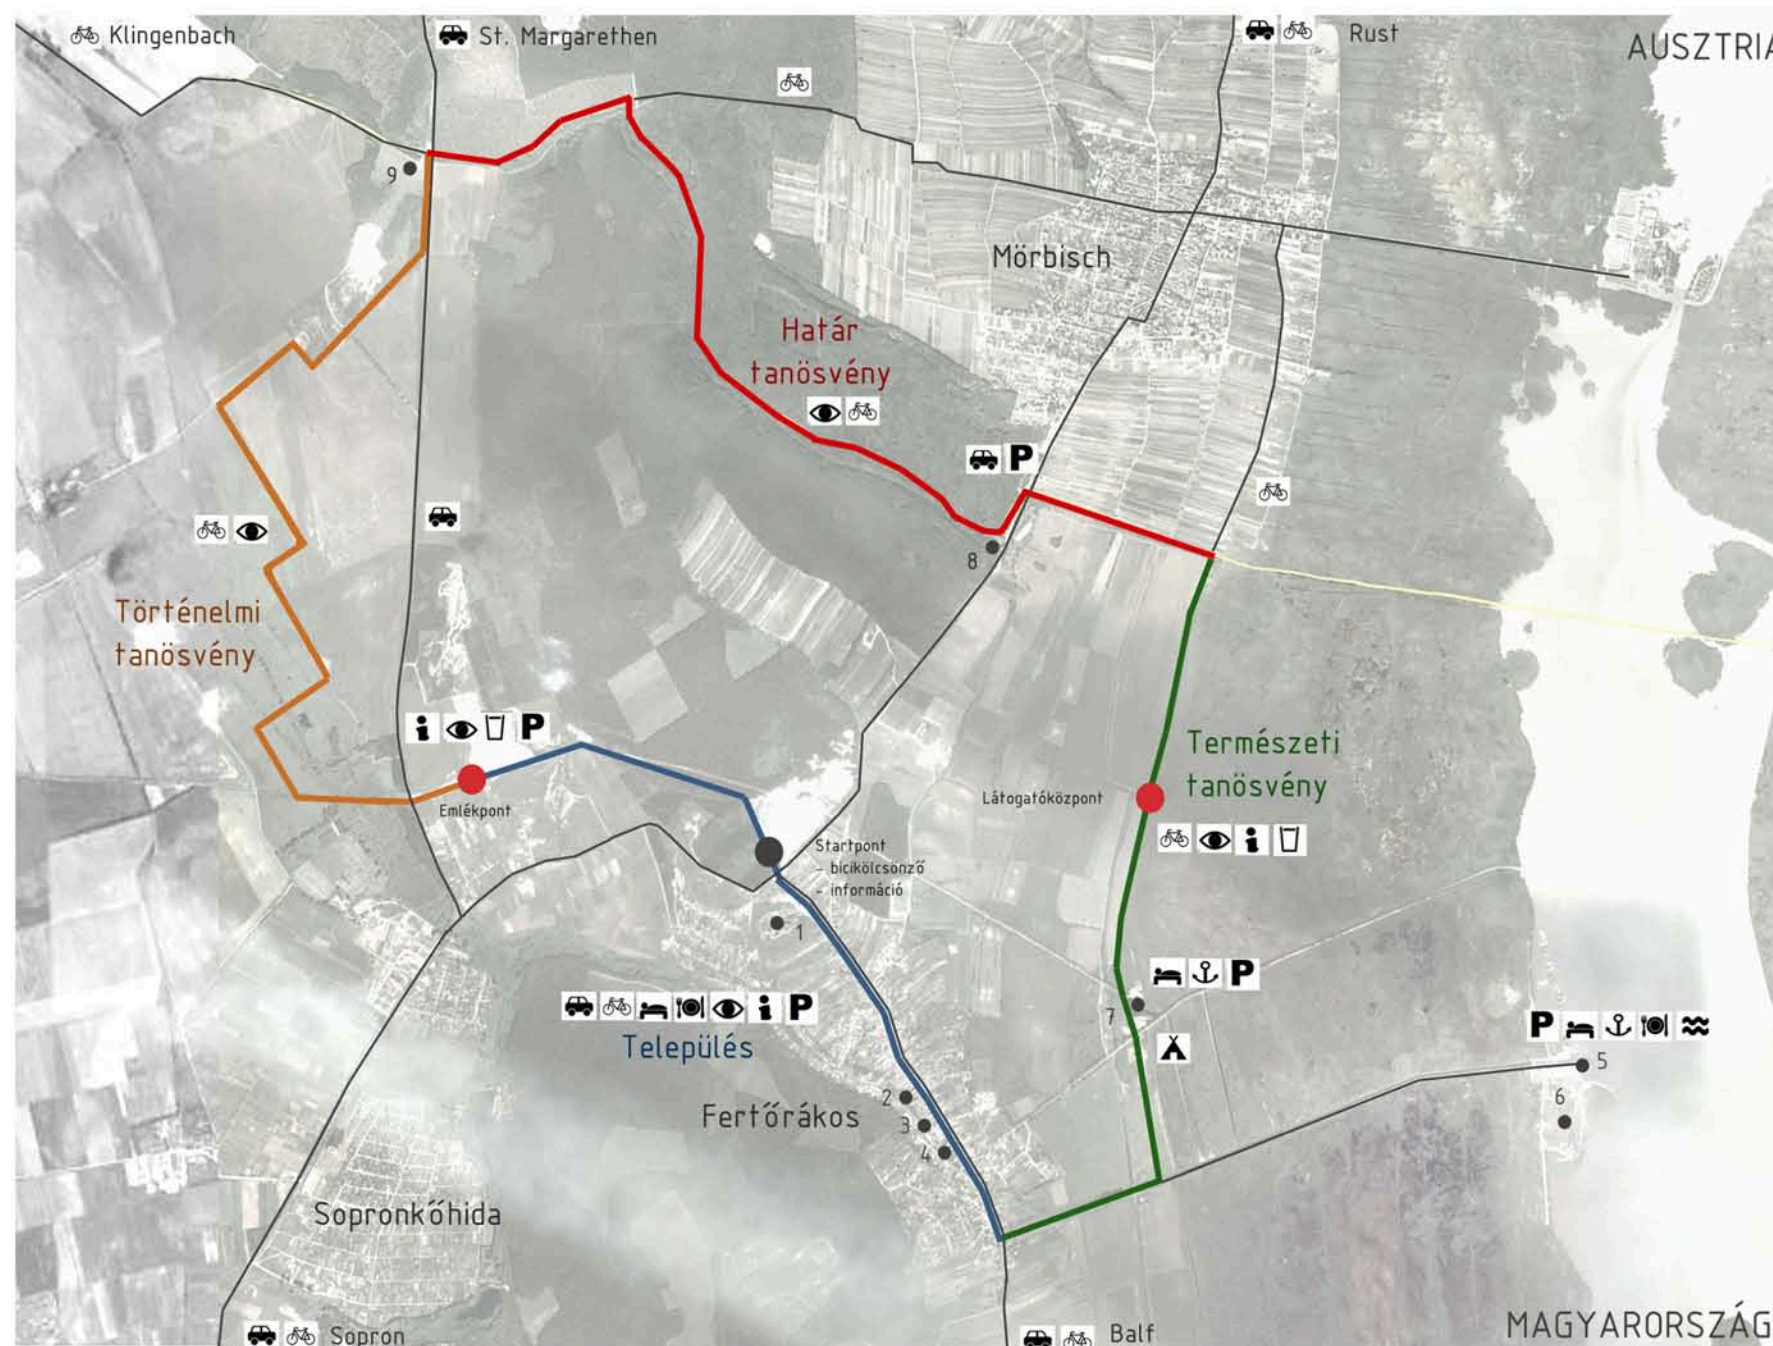 Klingenbach
St. Margarethen
Rust
AUSZTRIA
9
Mörbisch
Határ
tanösvény
P
8
Történelmi
tanösvény
P
Emlékpont
Természeti
tanösvény
Látogatóközpont
Startpont
- bicikölcsönző
- információ
1
P
7
P
Település
P
5
6
2
Fertőrákos
3
4
Sopronkőhida
Sopron
Balf
MAGYARORSZÁG